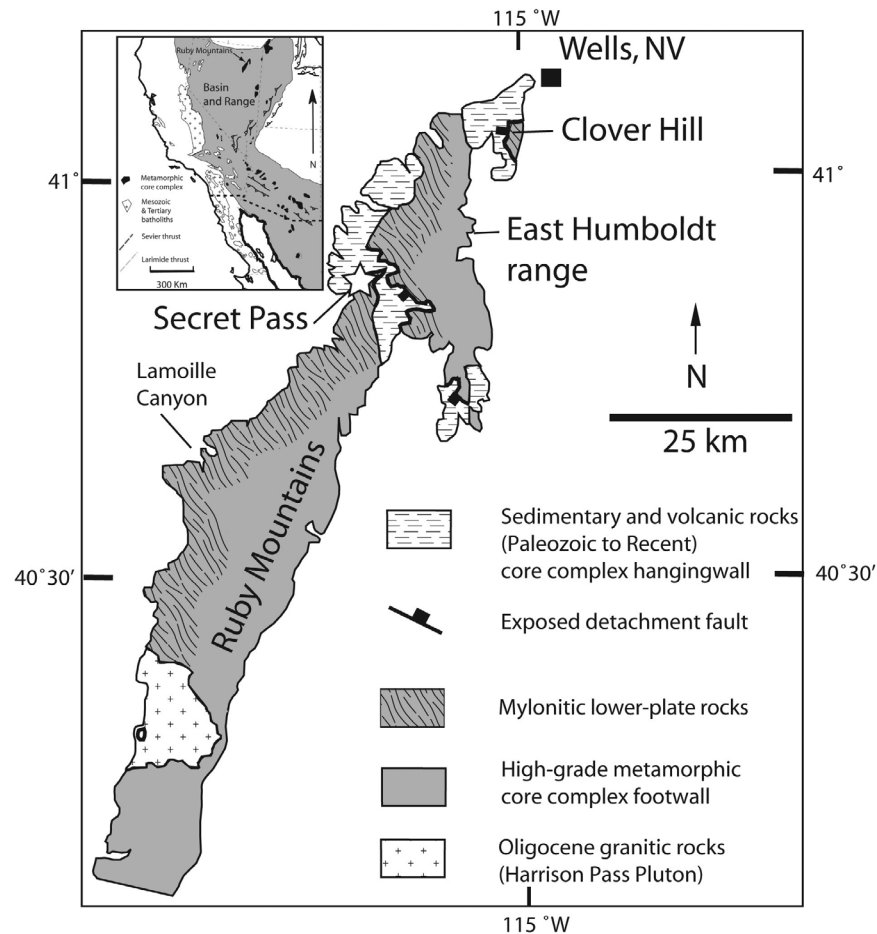 115 ˚W
Wells, NV
Ruby Mountains
Basin
and Range
N
Clover Hill
Metamorphic
core complex
Mesozoic
& Tertiary
batholiths
Sevier thrust
Larimide thrust
300 Km
41˚
41˚
East Humboldt
range
Secret Pass
N
Lamoille
Canyon
25 km
Ruby Mountains
Sedimentary and volcanic rocks
(Paleozoic to Recent)
core complex hangingwall
40˚30′
40˚30′
Exposed detachment fault
Mylonitic lower-plate rocks
High-grade metamorphic
core complex footwall
Oligocene granitic rocks
(Harrison Pass Pluton)
115 ˚W